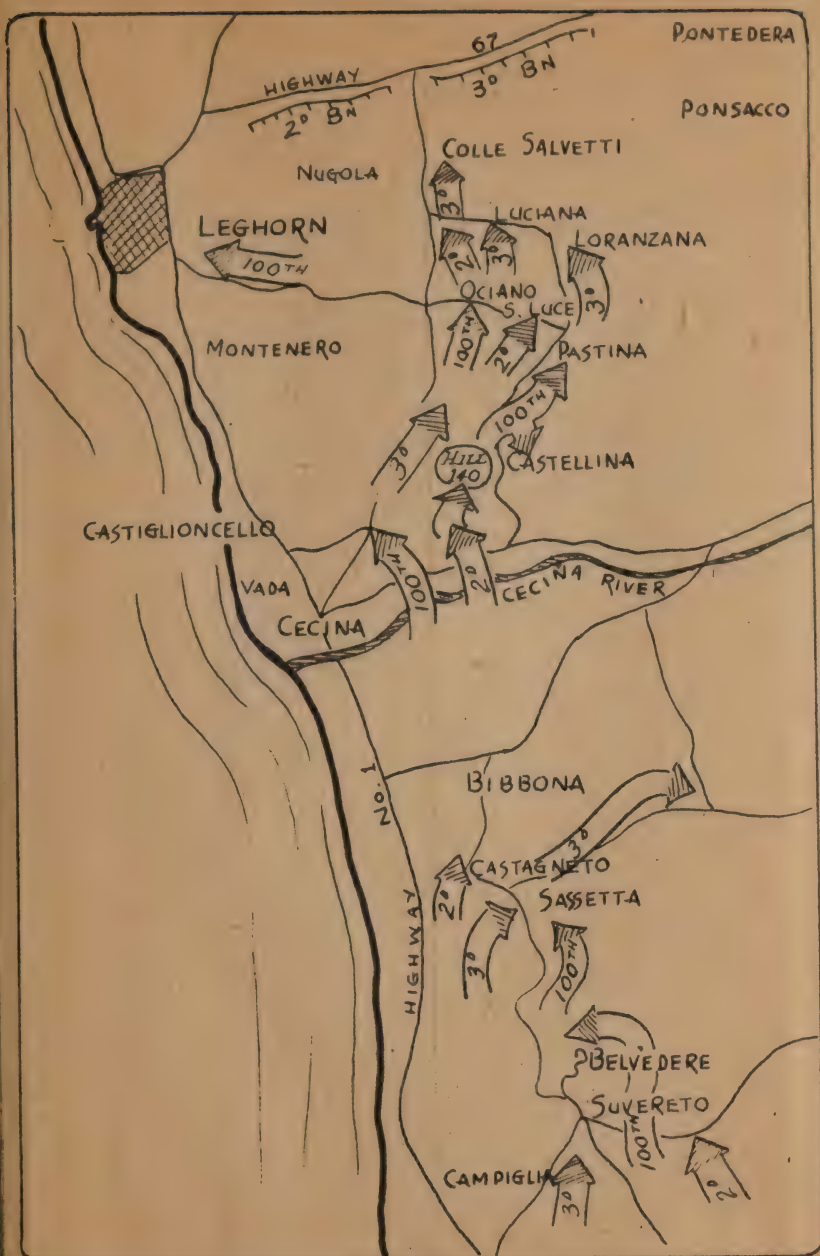 PONTEDERA
67
HIGHWAY
3D BN
2D BN
PONSACCO
COLLE SALVETTI
NUGOLA
3D
LUCIANA
LEGHORN
LORANZANA
100TH
2D
3D
3D
OCIANO
S. LUCE
MONTENERO
100TH
2D
PASTINA
100TH
3D
HILL
140
CASTELLINA
CASTIGLIONCELLO
100TH
2D
CECINA RIVER
VADA
CECINA
HIGHWAY NO. 1
BIBBONA
3D
CASTAGNETO
2D
SASSETTA
3D
100TH
BELVEDERE
SUVERETO
100TH
CAMPIGLIA
3D
2D